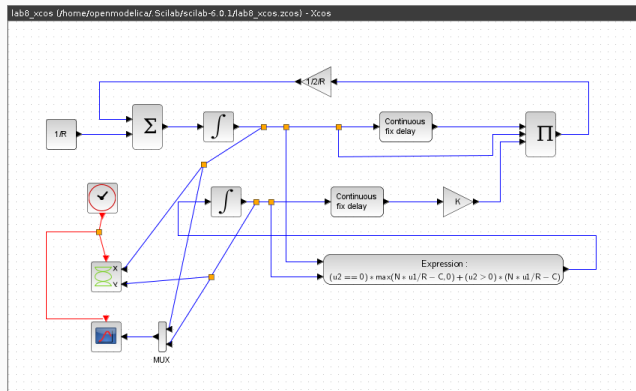 lab8_xcos (/home/openmodelica/.Scilab/scilab-6.0.1/lab8_xcos.zcos) - Xcos
1/2/R
1/R
Σ
∫
Continuous
fix delay
Π
∫
Continuous
fix delay
K
Expression :
(u2 == 0) * max(N * u1/R − C, 0) + (u2 > 0) * (N * u1/R − C)
X
Y
MUX